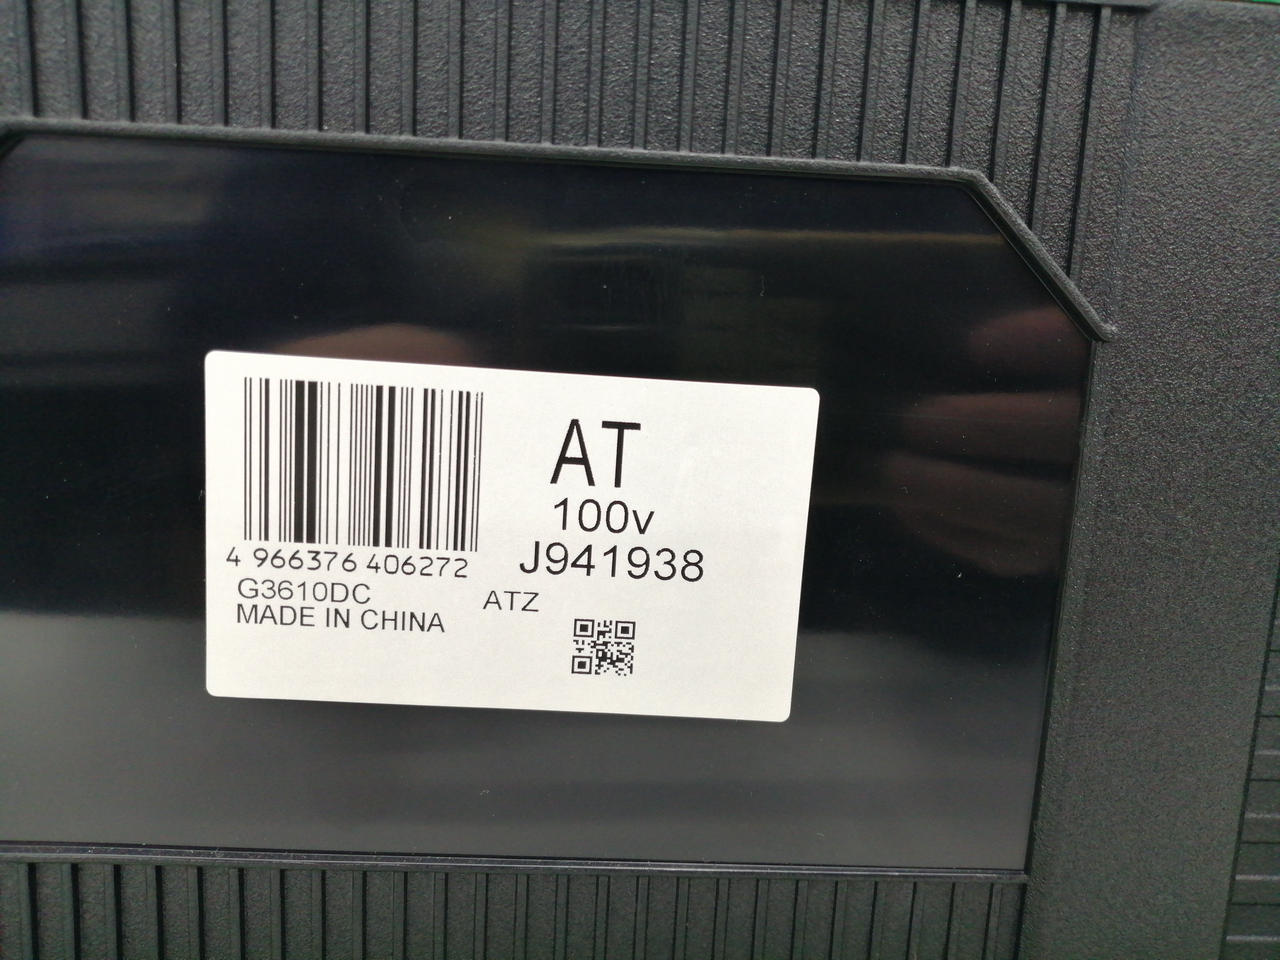 AT
100v
4 966376 406272
J941938
G3610DC
ATZ
MADE IN CHINA